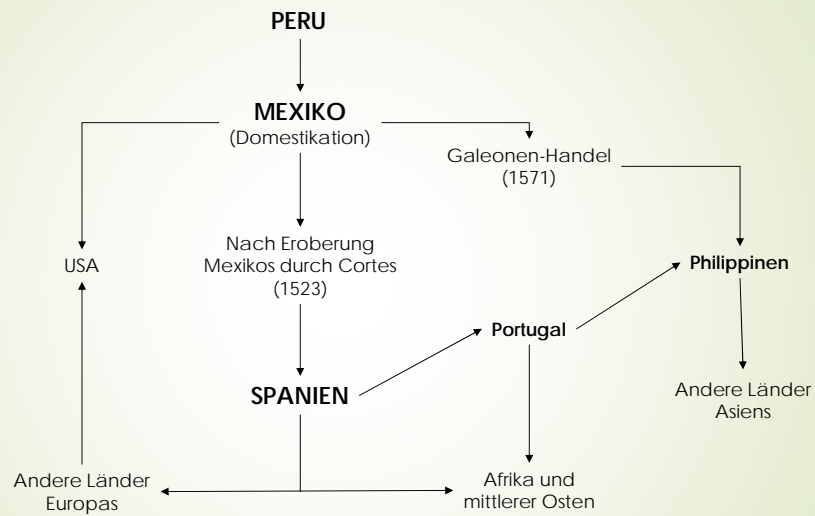 PERU
MEXIKO
(Domestikation)
Galeonen-Handel
(1571)
Nach Eroberung
Mexikos durch Cortes
(1523)
USA
Philippinen
Portugal
SPANIEN
Andere Länder
Asiens
Andere Länder
Europas
Afrika und
mittlerer Osten